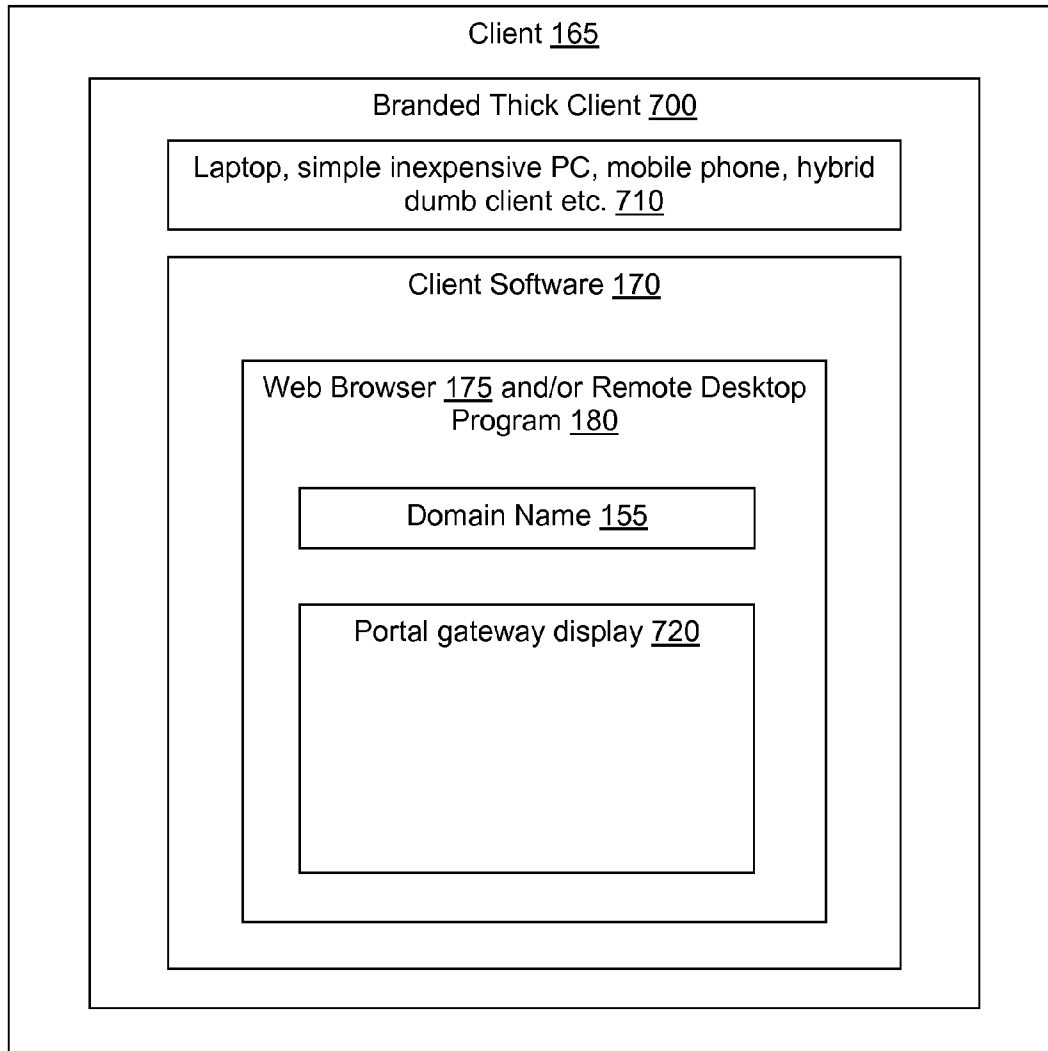 Client 165
Branded Thick Client 700
Laptop, simple inexpensive PC, mobile phone, hybrid
dumb client etc. 710
Client Software 170
Web Browser 175 and/or Remote Desktop
Program 180
Domain Name 155
Portal gateway display 720